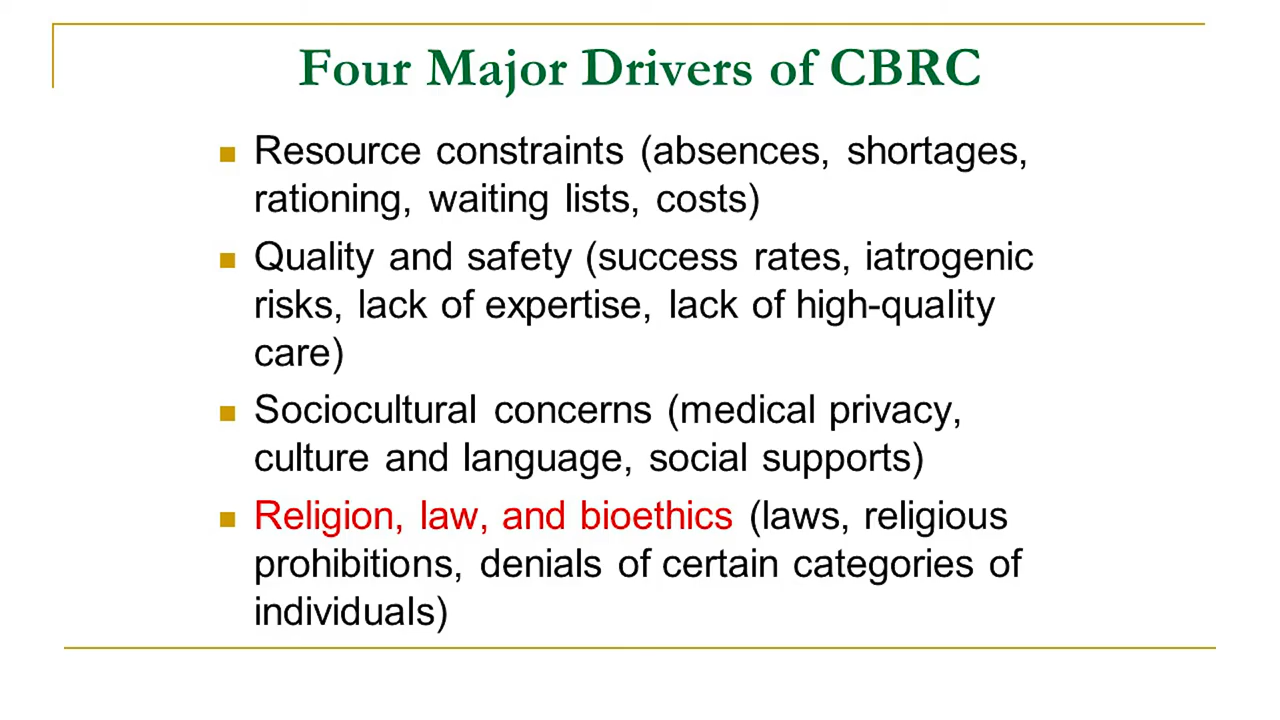 Four Major Drivers of CBRC
Resource constraints (absences, shortages,
rationing, waiting lists, costs)
Quality and safety (success rates, iatrogenic
risks, lack of expertise, lack of high-quality
care)
Sociocultural concerns (medical privacy,
culture and language, social supports)
Religion, law, and bioethics (laws, religious
prohibitions, denials of certain categories of
individuals)